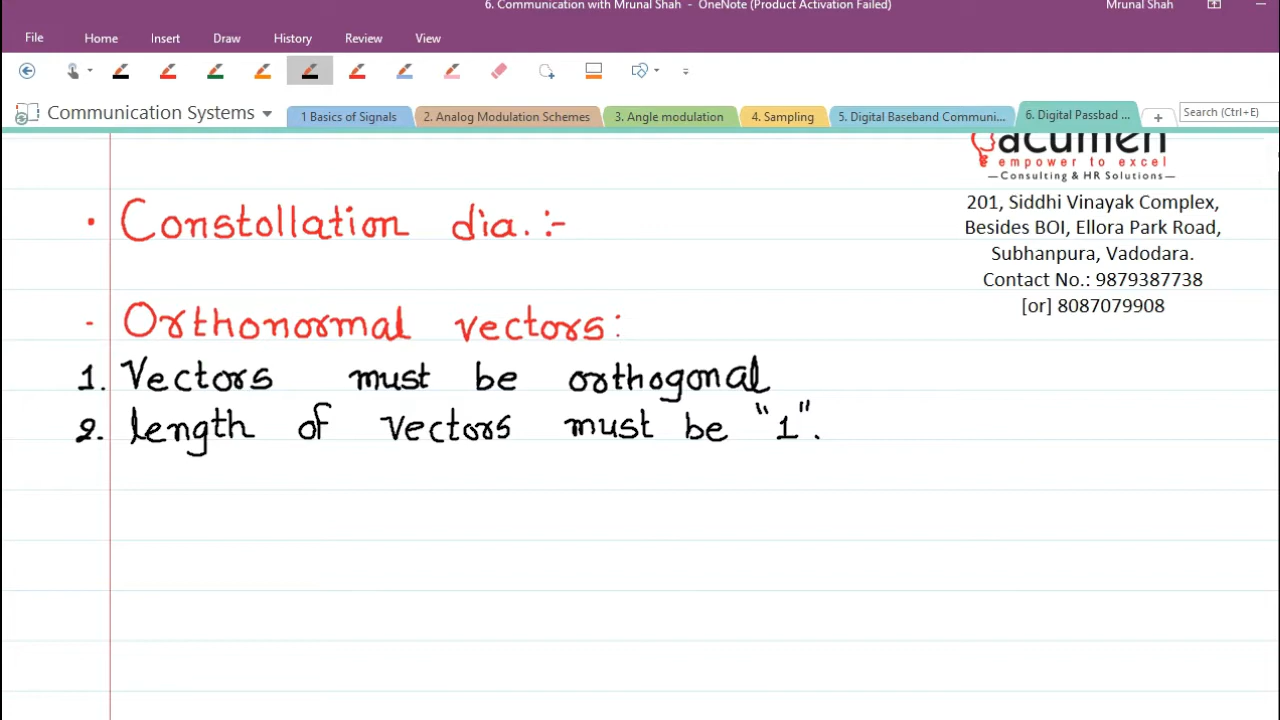 6. Communication with Mrunal Shah - OneNote (Product Activation Failed)
Mrunal Shah
File Home Insert Draw History Review View
Communication Systems
1 Basics of Signals
2. Analog Modulation Schemes
3. Angle modulation
4. Sampling
5. Digital Baseband Communi...
6. Digital Passbad ...
Search (Ctrl+E)
acumen
empower to excel
Consulting & HR Solutions
201, Siddhi Vinayak Complex,
Besides BOI, Ellora Park Road,
Subhanpura, Vadodara.
Contact No.: 9879387738
[or] 8087079908
• Constollation dia. :-
- Orthonormal vectors:
1. Vectors must be orthogonal
2. length of vectors must be "1".